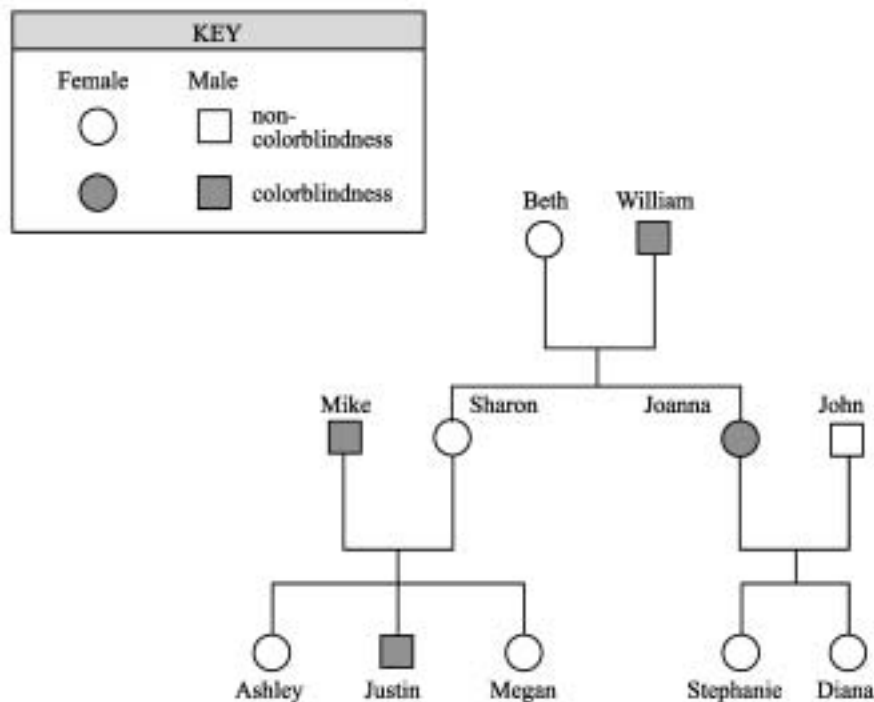 KEY
Female Male
non-
colorblindness
colorblindness
Beth William
Mike Sharon Joanna John
Ashley Justin Megan Stephanie Diana